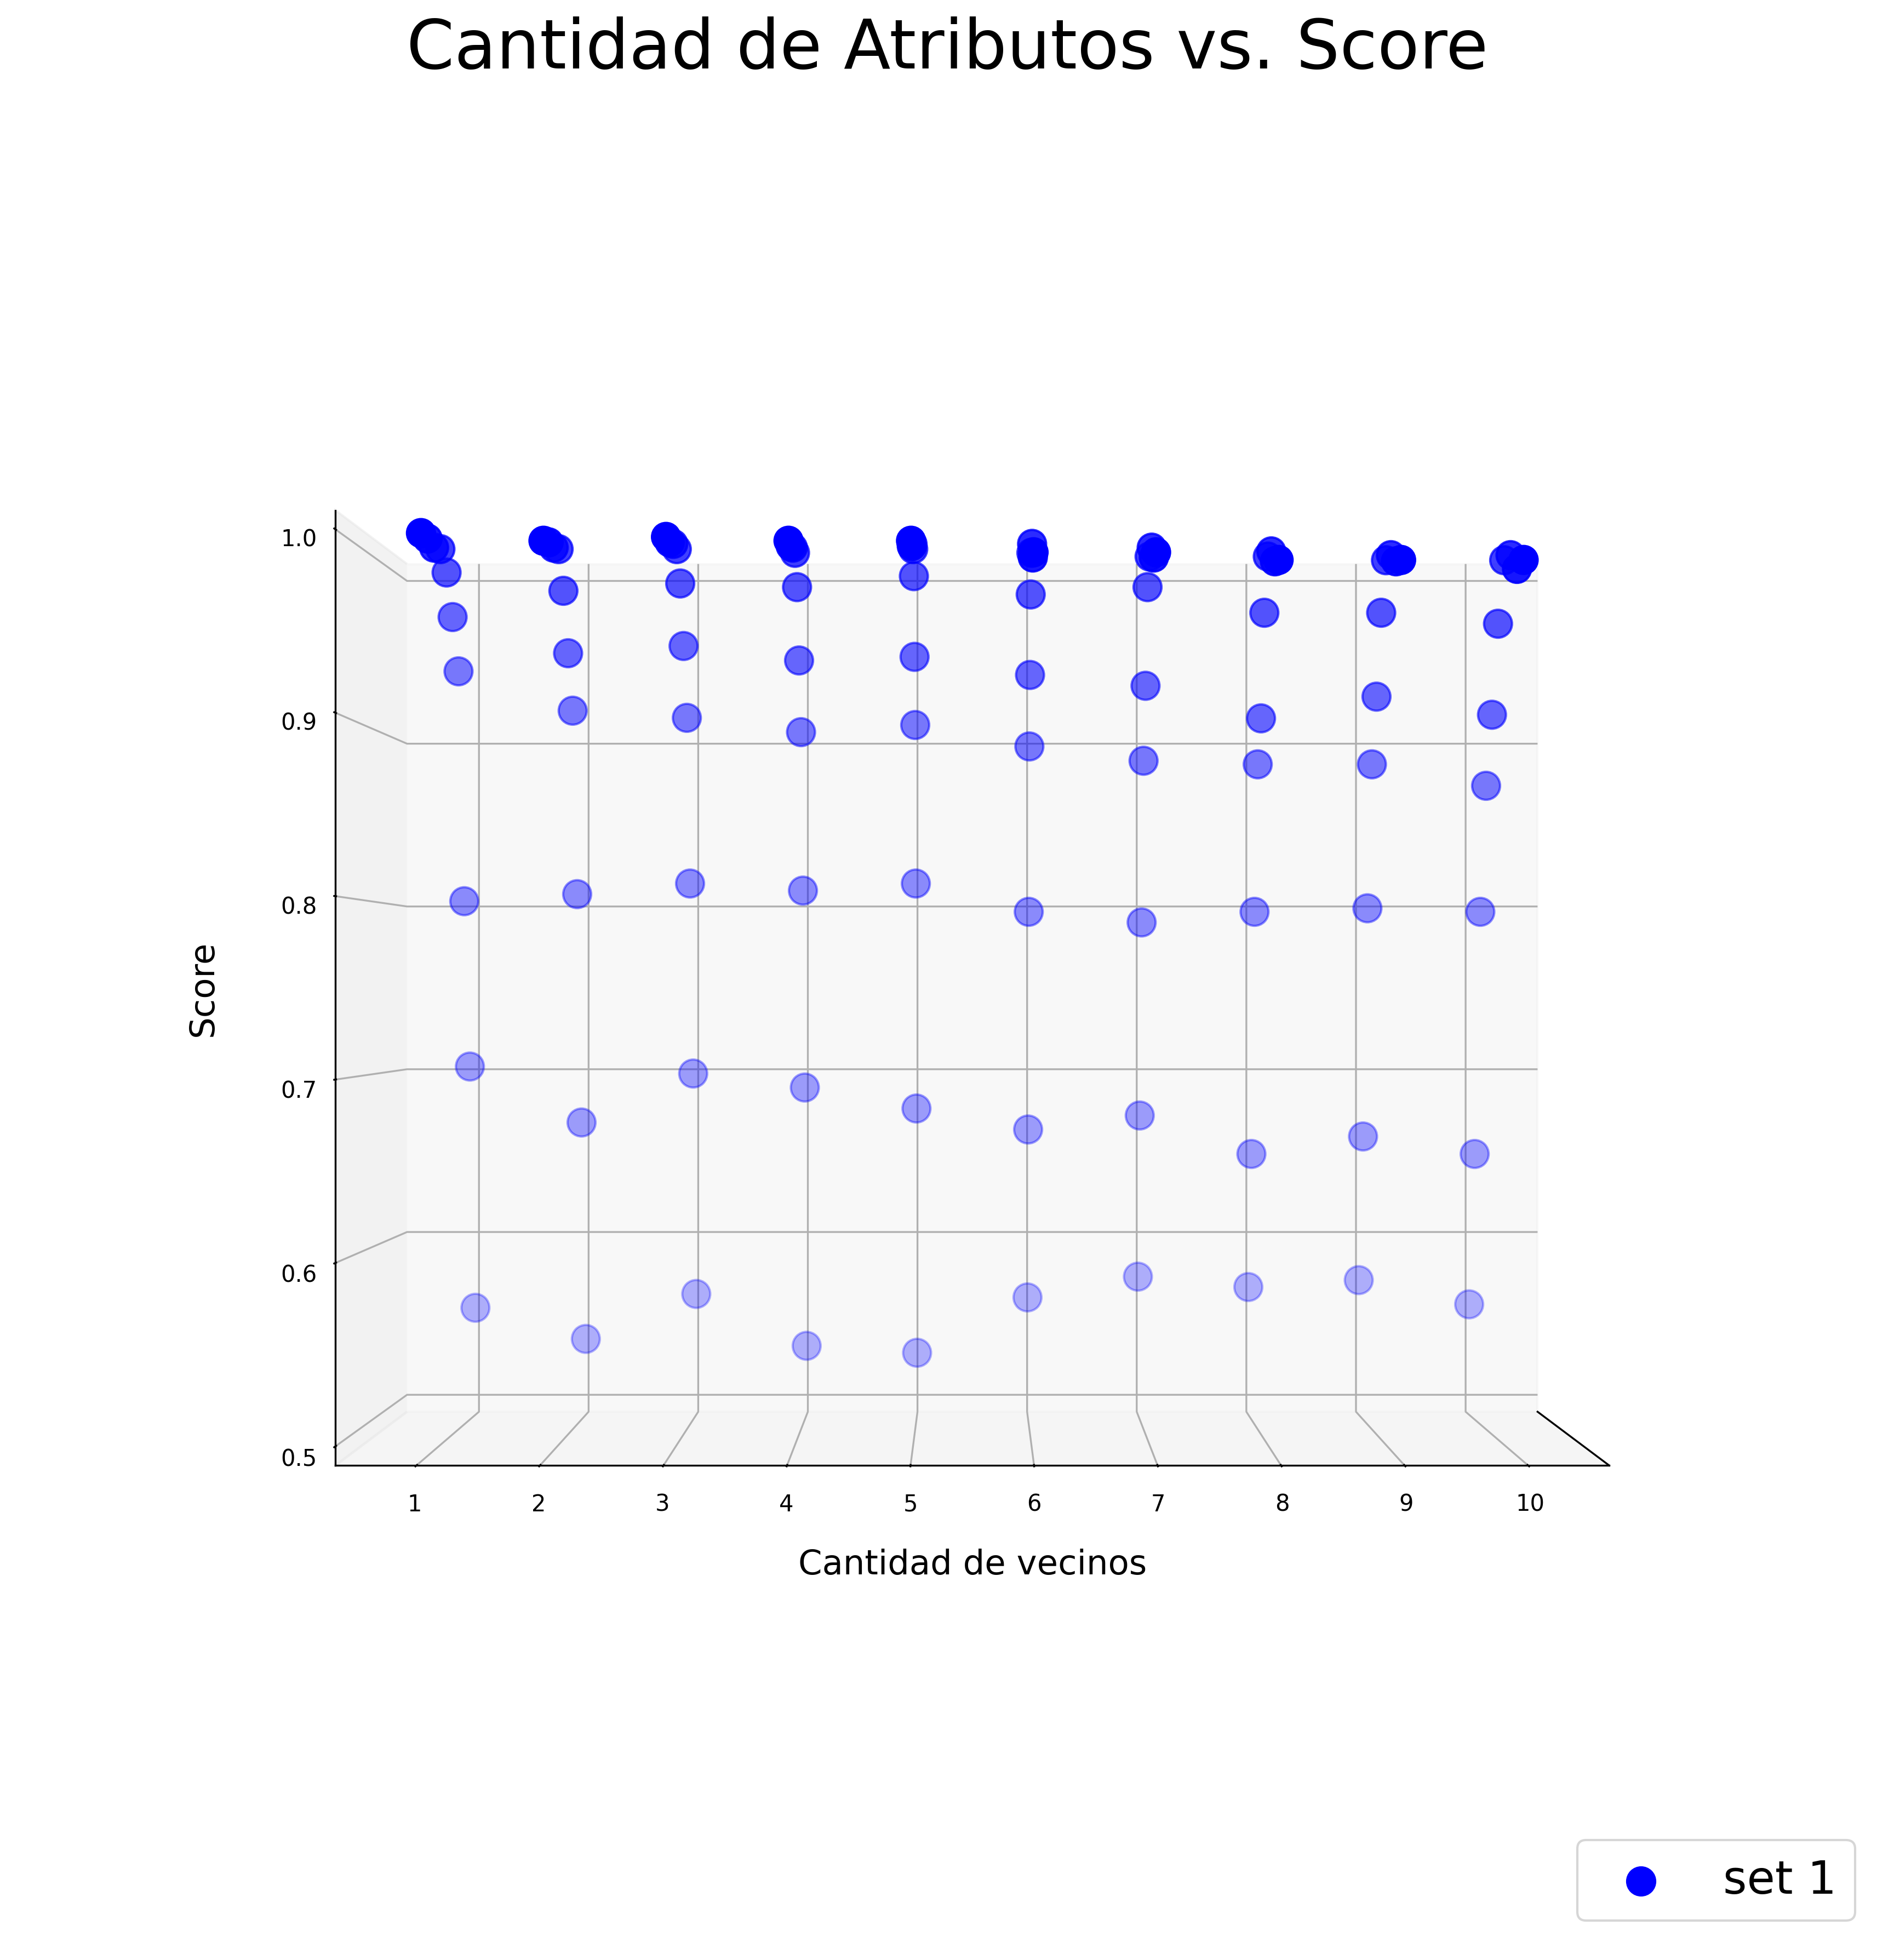 Cantidad de Atributos vs. Score
1.0
0.9
0.8
0.7
0.6
0.5
Score
1 2 3 4 5 6 7 8 9 10
Cantidad de vecinos
set 1